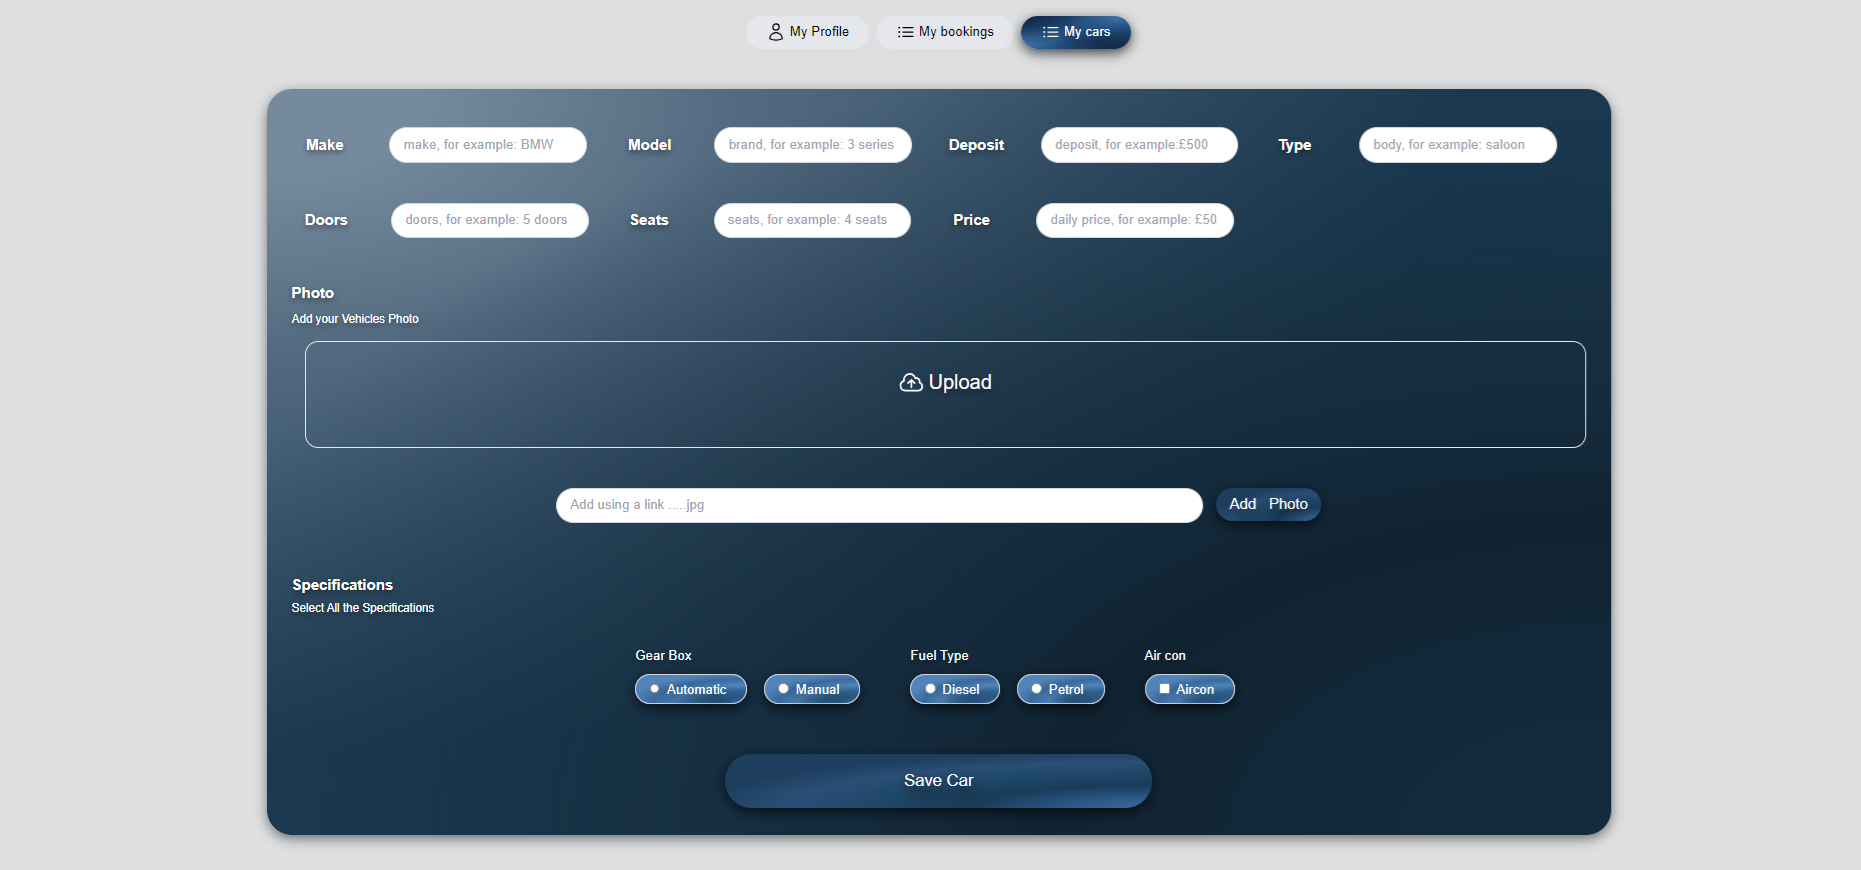 My Profile My bookings My cars
Make make, for example: BMW Model brand, for example: 3 series Deposit deposit, for example:£500 Type body, for example: saloon
Doors doors, for example: 5 doors Seats seats, for example: 4 seats Price daily price, for example: £50
Photo
Add your Vehicles Photo
Upload
Add using a link .....jpg Add Photo
Specifications
Select All the Specifications
Gear Box Fuel Type Air con
Automatic Manual Diesel Petrol Aircon
Save Car